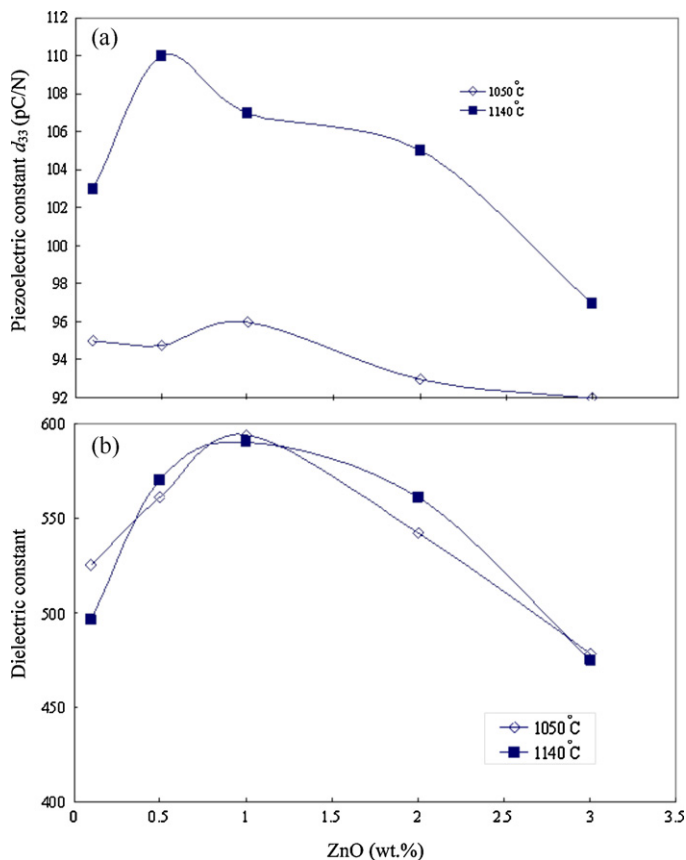 (a)
Piezoelectric constant d33 (pC/N)
112
110
108
106
104
102
100
98
96
94
92
1050°C
1140°C
(b)
Dielectric constant
600
550
500
450
400
1050°C
1140°C
0 0.5 1 1.5 2 2.5 3 3.5
ZnO (wt.%)